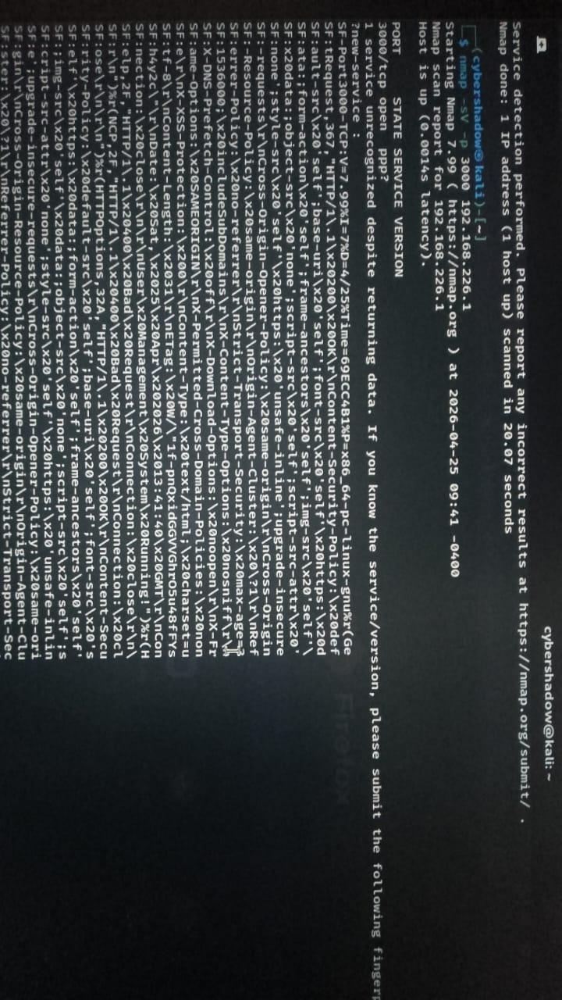 cybershadow@kali: ~
Service detection performed. Please report any incorrect results at https://nmap.org/submit/ .
Nmap done: 1 IP address (1 host up) scanned in 20.07 seconds
(cybershadow㉿kali)-[~]
$ nmap -sV -p 3000 192.168.226.1
Starting Nmap 7.99 ( https://nmap.org ) at 2026-04-25 09:41 -0400
Nmap scan report for 192.168.226.1
Host is up (0.0014s latency).
PORT STATE SERVICE VERSION
3000/tcp open ppp?
1 service unrecognized despite returning data. If you know the service/version, please submit the following fingerp
?new-service :
SF-Port3000-TCP:V=7.99%I=7%D=4/25%Time=69ECC4B1%P=x86_64-pc-linux-gnu%r(Ge
SF:tRequest,367,"HTTP/1\.1\x20200\x20OK\r\nContent-Security-Policy:\x20def
SF:ault-src\x20'self';base-uri\x20'self';font-src\x20'self'\x20https:\x20d
SF:ata:;form-action\x20'self';frame-ancestors\x20'self';img-src\x20'self'\
SF:x20data:;object-src\x20'none';script-src\x20'self';script-src-attr\x20'
SF:none';style-src\x20'self'\x20https:\x20'unsafe-inline';upgrade-insecure
SF:-requests\r\nCross-Origin-Opener-Policy:\x20same-origin\r\nCross-Origin
SF:-Resource-Policy:\x20same-origin\r\nOrigin-Agent-Cluster:\x20\?1\r\nRef
SF:errer-Policy:\x20no-referrer\r\nStrict-Transport-Security:\x20max-age=3
SF:1536000;\x20includeSubDomains\r\nX-Content-Type-Options:\x20nosniff\r\n
SF:X-DNS-Prefetch-Control:\x20off\r\nX-Download-Options:\x20noopen\r\nX-Fr
SF:ame-Options:\x20SAMEORIGIN\r\nX-Permitted-Cross-Domain-Policies:\x20non
SF:e\r\nX-XSS-Protection:\x200\r\nContent-Type:\x20text/html;\x20charset=u
SF:tf-8\r\nContent-Length:\x2031\r\nETag:\x20W/\"1f-pnQxidGGVVGhro5u48fFYs
SF:h4y2c\"\r\nDate:\x20Sat,\x2025\x20Apr\x202026\x2013:41:40\x20GMT\r\nCon
SF:nection:\x20close\r\n\r\nUser\x20Management\x20System\x20Running!")%r(H
SF:elp,2F,"HTTP/1\.1\x20400\x20Bad\x20Request\r\nConnection:\x20close\r\n\
SF:r\n")%r(NCP,2F,"HTTP/1\.1\x20400\x20Bad\x20Request\r\nConnection:\x20cl
SF:ose\r\n\r\n")%r(HTTPOptions,32A,"HTTP/1\.1\x20200\x20OK\r\nContent-Secu
SF:rity-Policy:\x20default-src\x20'self';base-uri\x20'self';font-src\x20's
SF:elf'\x20https:\x20data:;form-action\x20'self';frame-ancestors\x20'self'
SF:;img-src\x20'self'\x20data:;object-src\x20'none';script-src\x20'self';s
SF:cript-src-attr\x20'none';style-src\x20'self'\x20https:\x20'unsafe-inlin
SF:e';upgrade-insecure-requests\r\nCross-Origin-Opener-Policy:\x20same-ori
SF:gin\r\nCross-Origin-Resource-Policy:\x20same-origin\r\nOrigin-Agent-Clu
SF:ster:\x20\?1\r\nReferrer-Policy:\x20no-referrer\r\nStrict-Transport-Sec
Firefox